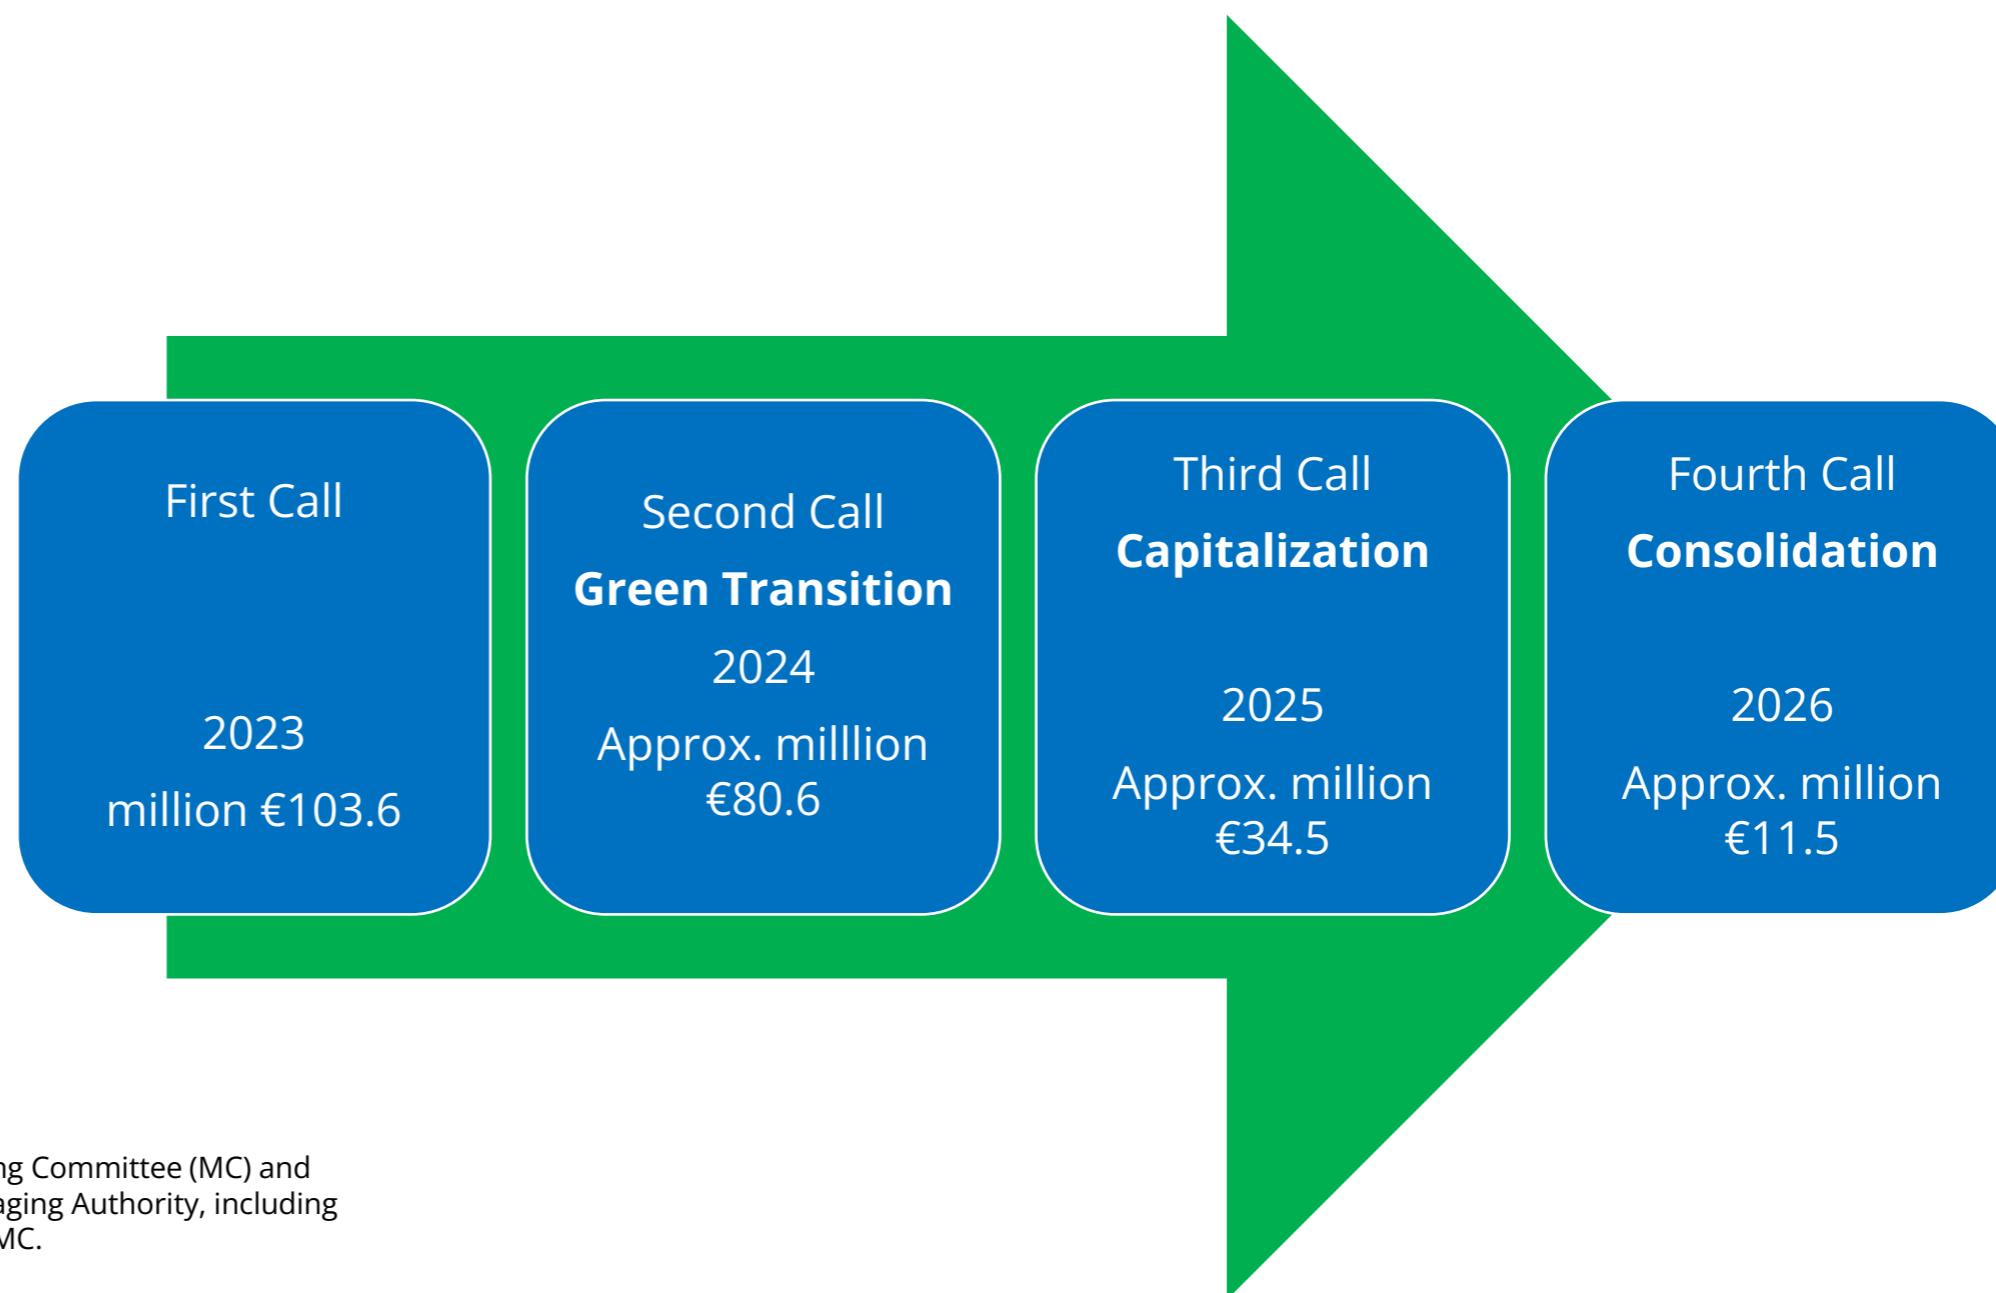 First Call
2023
million €103.6
Second Call
Green Transition
2024
Approx. milllion
€80.6
Third Call
Capitalization
2025
Approx. million
€34.5
Fourth Call
Consolidation
2026
Approx. million
€11.5
ng Committee (MC) and
aging Authority, including
MC.